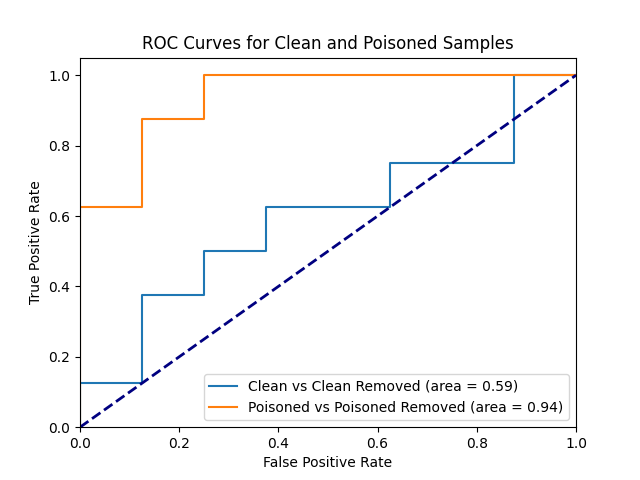 ROC Curves for Clean and Poisoned Samples
1.0
0.8
0.6
0.4
0.2
0.0
True Positive Rate
Clean vs Clean Removed (area = 0.59)
Poisoned vs Poisoned Removed (area = 0.94)
0.0 0.2 0.4 0.6 0.8 1.0
False Positive Rate